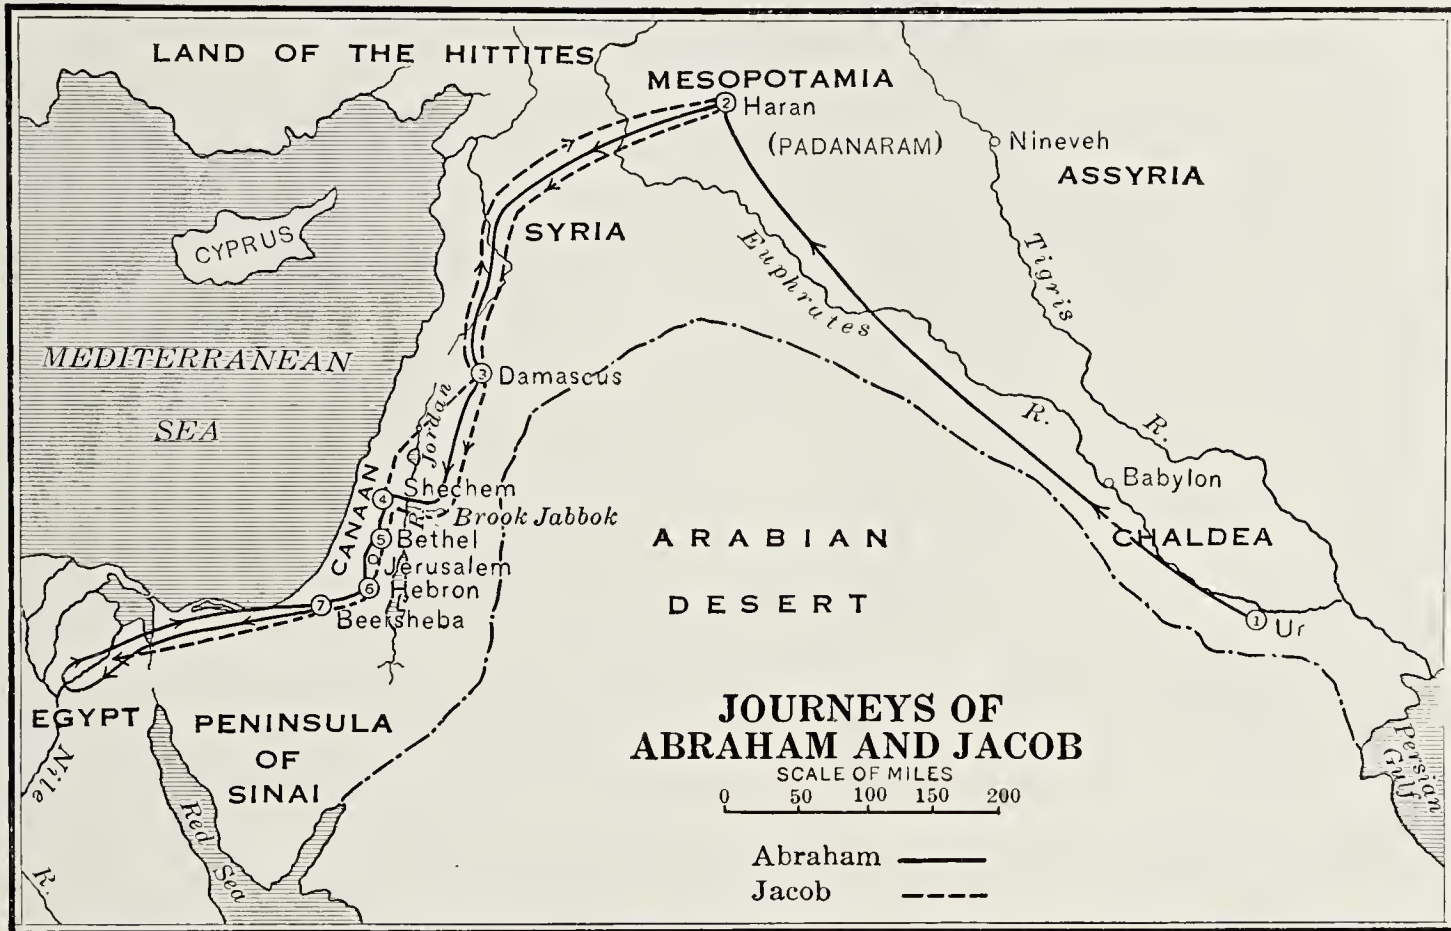 LAND OF THE HITTITES
MESOPOTAMIA
2 Haran
(PADANARAM)
Nineveh
ASSYRIA
CYPRUS
SYRIA
Euphrates
R.
Tigris
R.
MEDITERRANEAN
SEA
3 Damascus
Jordan
R.
CANAAN
4 Shechem
Brook Jabbok
5 Bethel
Jerusalem
6 Hebron
7
Beersheba
Babylon
CHALDEA
1 Ur
ARABIAN
DESERT
EGYPT
PENINSULA
OF
SINAI
Nile
R.
Red
Sea
Persian
Gulf
JOURNEYS OF
ABRAHAM AND JACOB
SCALE OF MILES
0 50 100 150 200
Abraham
Jacob